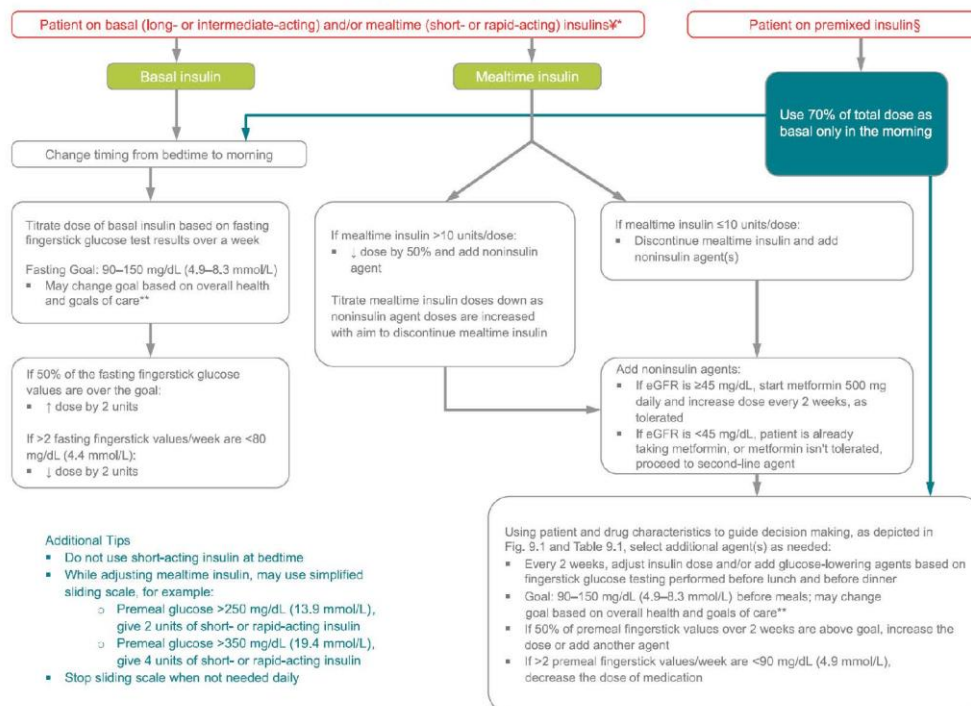 Patient on basal (long- or intermediate-acting) and/or mealtime (short- or rapid-acting) insulins¥*
Patient on premixed insulin§
Basal insulin
Mealtime insulin
Use 70% of total dose as
basal only in the morning
Change timing from bedtime to morning
Titrate dose of basal insulin based on fasting
fingerstick glucose test results over a week
Fasting Goal: 90–150 mg/dL (4.9–8.3 mmol/L)
▪ May change goal based on overall health
and goals of care**
If 50% of the fasting fingerstick glucose
values are over the goal:
▪ ↑ dose by 2 units
If >2 fasting fingerstick values/week are <80
mg/dL (4.4 mmol/L):
▪ ↓ dose by 2 units
If mealtime insulin >10 units/dose:
▪ ↓ dose by 50% and add noninsulin
agent
Titrate mealtime insulin doses down as
noninsulin agent doses are increased
with aim to discontinue mealtime insulin
If mealtime insulin ≤10 units/dose:
▪ Discontinue mealtime insulin and add
noninsulin agent(s)
Add noninsulin agents:
▪ If eGFR is ≥45 mg/dL, start metformin 500 mg
daily and increase dose every 2 weeks, as
tolerated
▪ If eGFR is <45 mg/dL, patient is already
taking metformin, or metformin isn't tolerated,
proceed to second-line agent
Using patient and drug characteristics to guide decision making, as depicted in
Fig. 9.1 and Table 9.1, select additional agent(s) as needed:
▪ Every 2 weeks, adjust insulin dose and/or add glucose-lowering agents based on
fingerstick glucose testing performed before lunch and before dinner
▪ Goal: 90–150 mg/dL (4.9–8.3 mmol/L) before meals; may change
goal based on overall health and goals of care**
▪ If 50% of premeal fingerstick values over 2 weeks are above goal, increase the
dose or add another agent
▪ If >2 premeal fingerstick values/week are <90 mg/dL (4.9 mmol/L),
decrease the dose of medication
Additional Tips
▪ Do not use short-acting insulin at bedtime
▪ While adjusting mealtime insulin, may use simplified
sliding scale, for example:
○ Premeal glucose >250 mg/dL (13.9 mmol/L),
give 2 units of short- or rapid-acting insulin
○ Premeal glucose >350 mg/dL (19.4 mmol/L),
give 4 units of short- or rapid-acting insulin
▪ Stop sliding scale when not needed daily